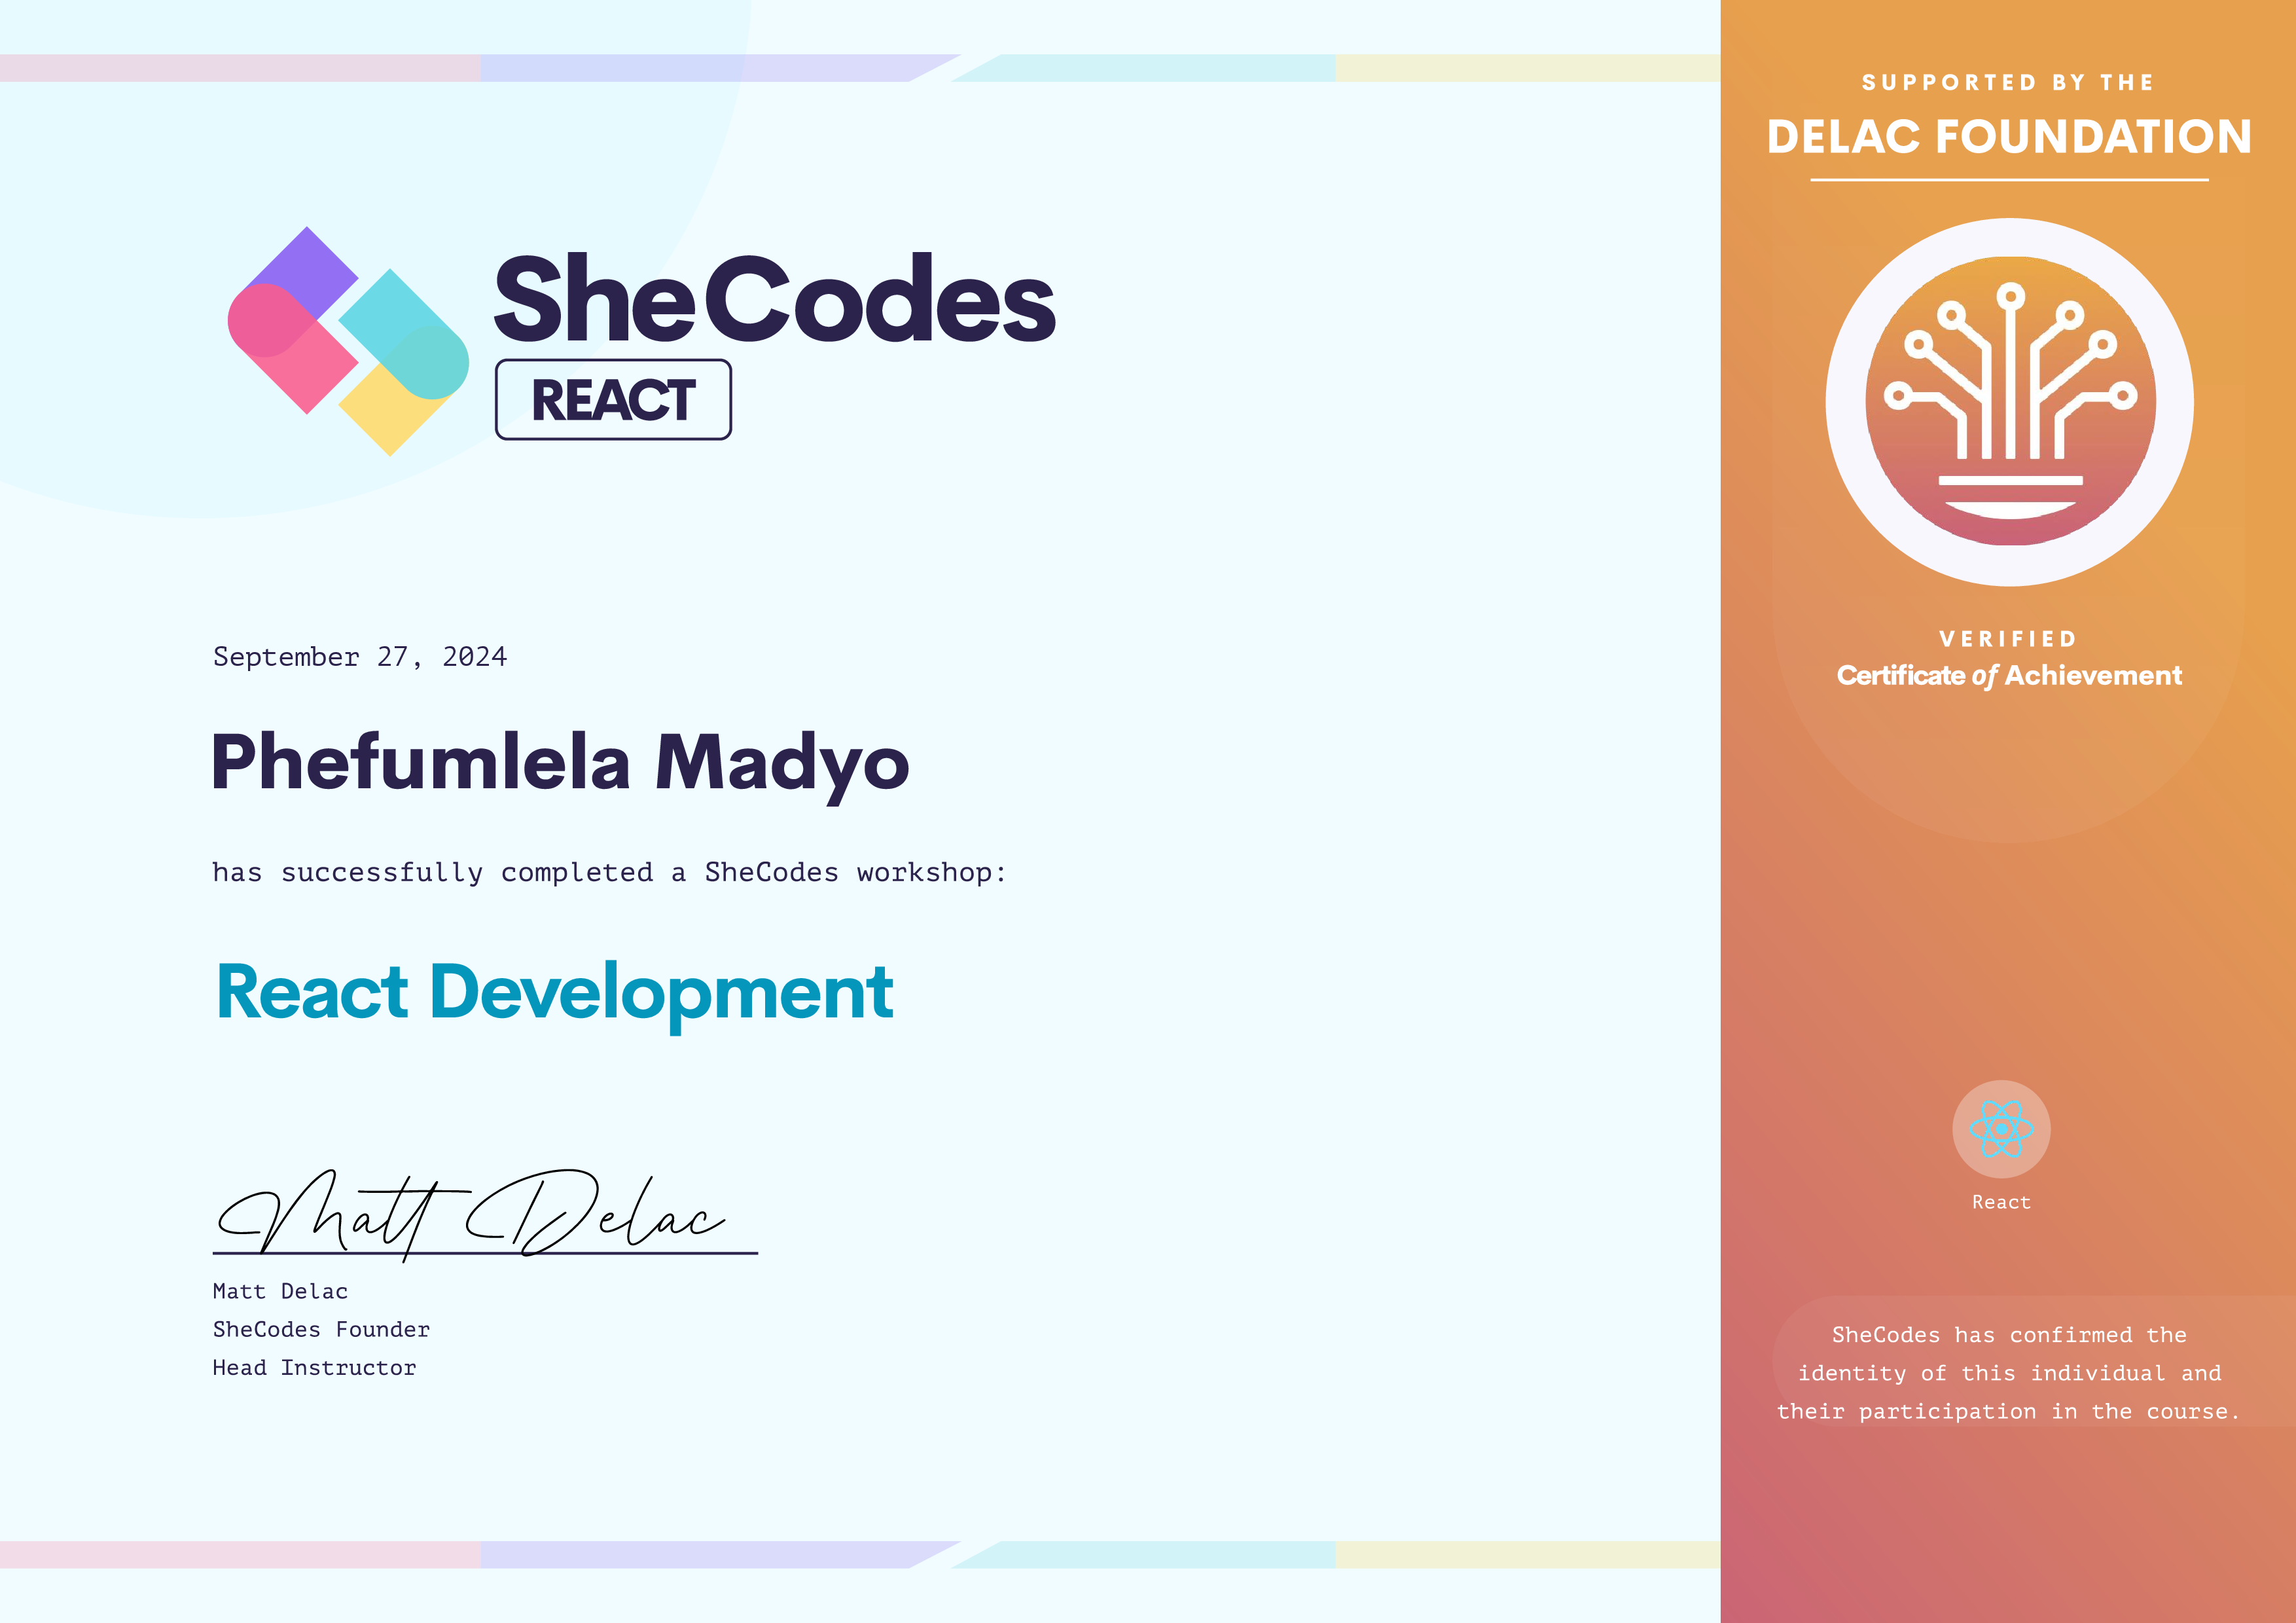 SheCodes
REACT
September 27, 2024
Phefumlela Madyo
has successfully completed a SheCodes workshop:
React Development
Matt Delac
Matt Delac
SheCodes Founder
Head Instructor
SUPPORTED BY THE
DELAC FOUNDATION
VERIFIED
Certificate of Achievement
React
SheCodes has confirmed the
identity of this individual and
their participation in the course.